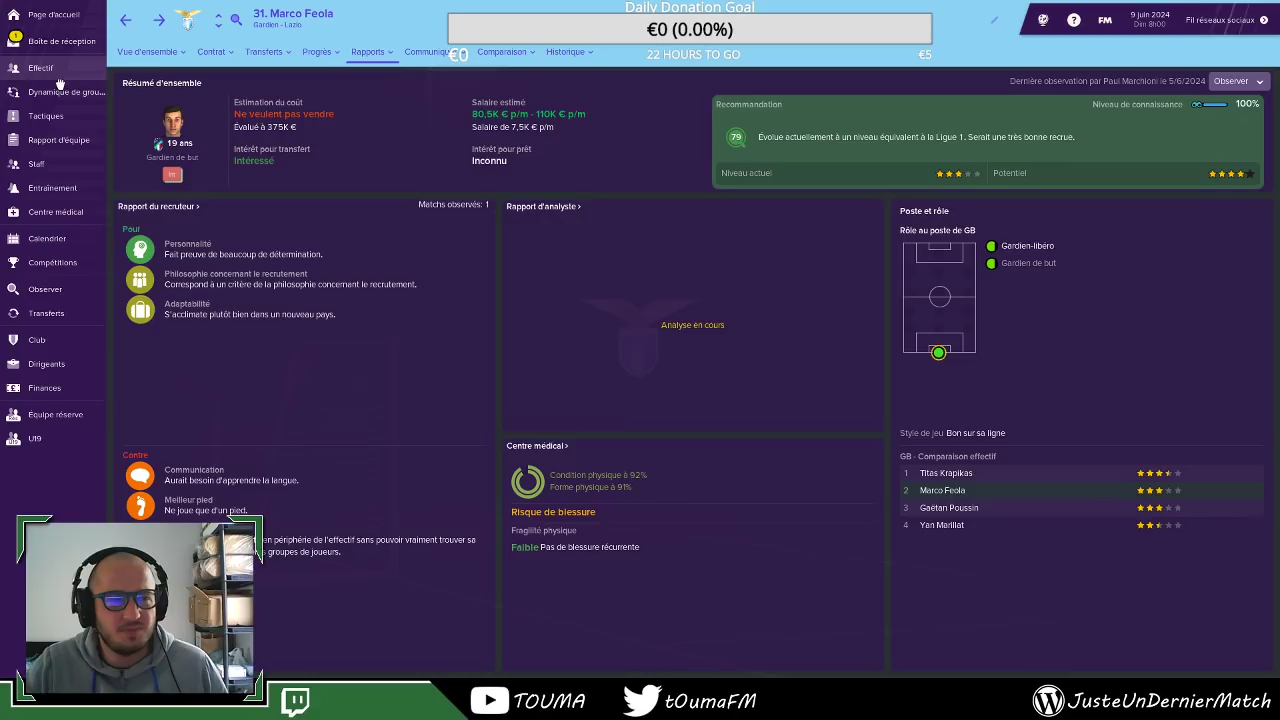 Page d'accueil
1
Boîte de réception
Effectif
Dynamique de grou...
Tactiques
Rapport d'équipe
Staff
Entraînement
Centre médical
Calendrier
Compétitions
Observer
Transferts
Club
Dirigeants
Finances
Équipe réserve
U19
31. Marco Feola
Gardien - Lazio
Daily Donation Goal
€0 (0.00%)
€0
22 HOURS TO GO
€5
FM
9 juin 2024
Dim 8h00
Fil réseaux sociaux
Vue d'ensemble
Contrat
Transferts
Progrès
Rapports
Communiqu
Comparaison
Historique
Résumé d'ensemble
Dernière observation par Paul Marchioni le 5/6/2024
Observer
19 ans
Gardien de but
Int
Estimation du coût
Ne veulent pas vendre
Évalué à 375K €
Intérêt pour transfert
Intéressé
Salaire estimé
80,5K € p/m - 110K € p/m
Salaire de 7,5K € p/m
Intérêt pour prêt
Inconnu
Recommandation
Niveau de connaissance
100%
79
Évolue actuellement à un niveau équivalent à la Ligue 1. Serait une très bonne recrue.
Niveau actuel
Potentiel
Rapport du recruteur >
Matchs observés: 1
Pour
Personnalité
Fait preuve de beaucoup de détermination.
Philosophie concernant le recrutement
Correspond à un critère de la philosophie concernant le recrutement.
Adaptabilité
S'acclimate plutôt bien dans un nouveau pays.
Contre
Communication
Aurait besoin d'apprendre la langue.
Meilleur pied
Ne joue que d'un pied.
en périphérie de l'effectif sans pouvoir vraiment trouver sa
s groupes de joueurs.
Rapport d'analyste >
Analyse en cours
Centre médical >
Condition physique à 92%
Forme physique à 91%
Risque de blessure
Fragilité physique
Faible Pas de blessure récurrente
Poste et rôle
Rôle au poste de GB
Gardien-libéro
Gardien de but
Style de jeu Bon sur sa ligne
GB - Comparaison effectif
1 Titas Krapikas
2 Marco Feola
3 Gaëtan Poussin
4 Yan Marillat
TOUMA
tOumaFM
JusteUnDernierMatch